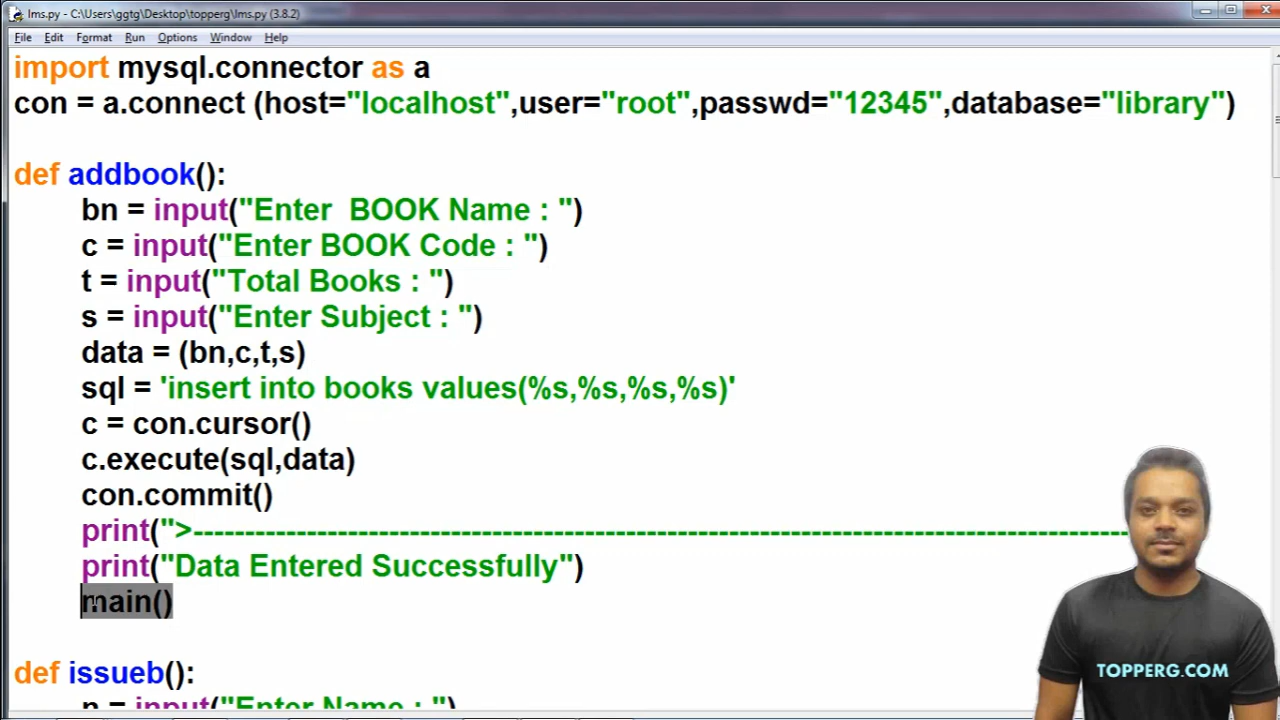 lms.py - C:\Users\ggtg\Desktop\topperg\lms.py (3.8.2)
File Edit Format Run Options Window Help
import mysql.connector as a
con = a.connect (host="localhost",user="root",passwd="12345",database="library")
def addbook():
bn = input("Enter  BOOK Name : ")
c = input("Enter BOOK Code : ")
t = input("Total Books : ")
s = input("Enter Subject : ")
data = (bn,c,t,s)
sql = 'insert into books values(%s,%s,%s,%s)'
c = con.cursor()
c.execute(sql,data)
con.commit()
print(">--------------------------------------------------------------------------------
print("Data Entered Successfully")
main()
def issueb():
n = input("Enter Name : ")
TOPPERG.COM